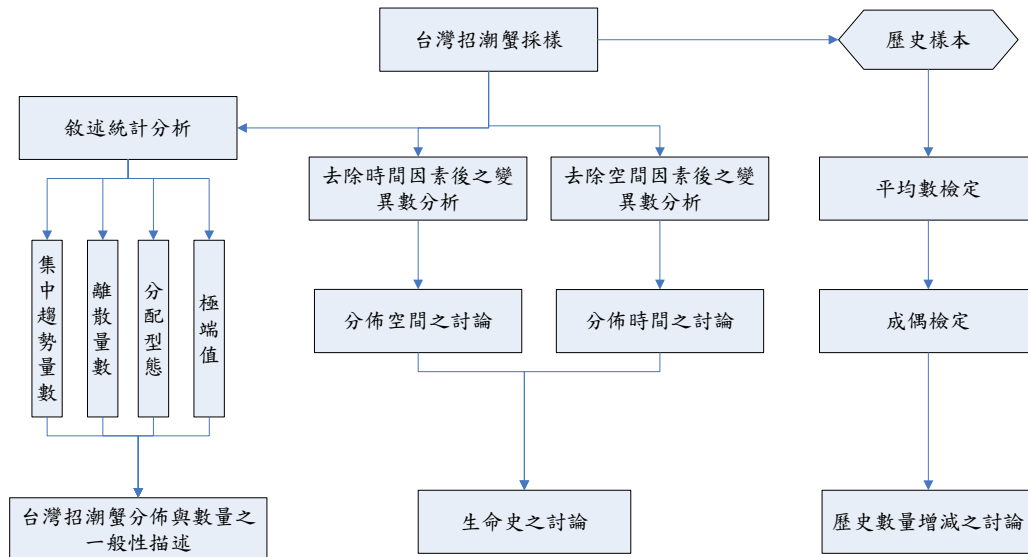 台灣招潮蟹採樣
歷史樣本
敘述統計分析
去除時間因素後之變
異數分析
去除空間因素後之變
異數分析
平均數檢定
集中趨勢量數
離散量數
分配型態
極端值
分佈空間之討論
分佈時間之討論
成偶檢定
台灣招潮蟹分佈與數量之
一般性描述
生命史之討論
歷史數量增減之討論